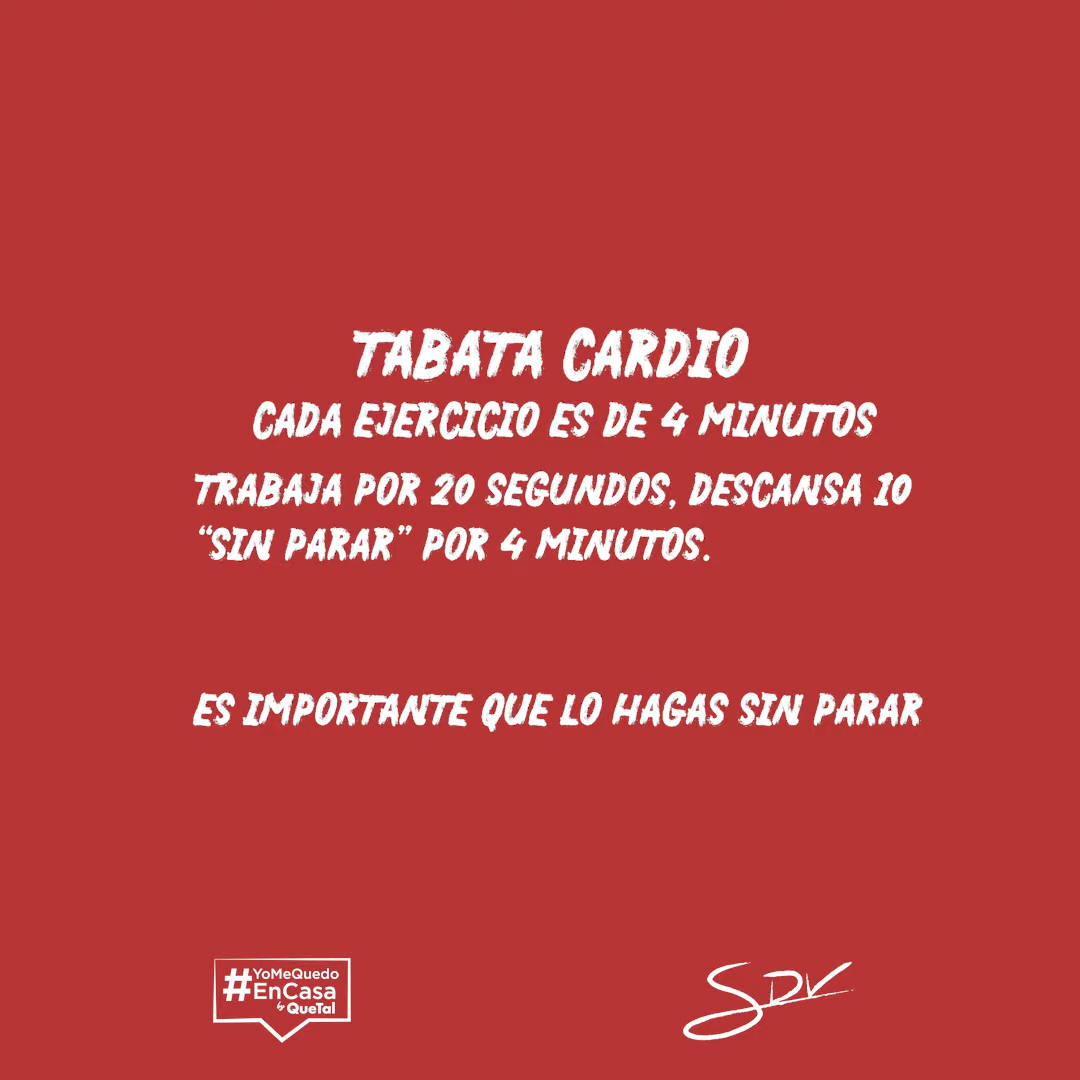 TABATA CARDIO
CADA EJERCICIO ES DE 4 MINUTOS
TRABAJA POR 20 SEGUNDOS, DESCANSA 10
“SIN PARAR” POR 4 MINUTOS.
ES IMPORTANTE QUE LO HAGAS SIN PARAR
#YoMeQuedo
EnCasa
by QueTal
SDV